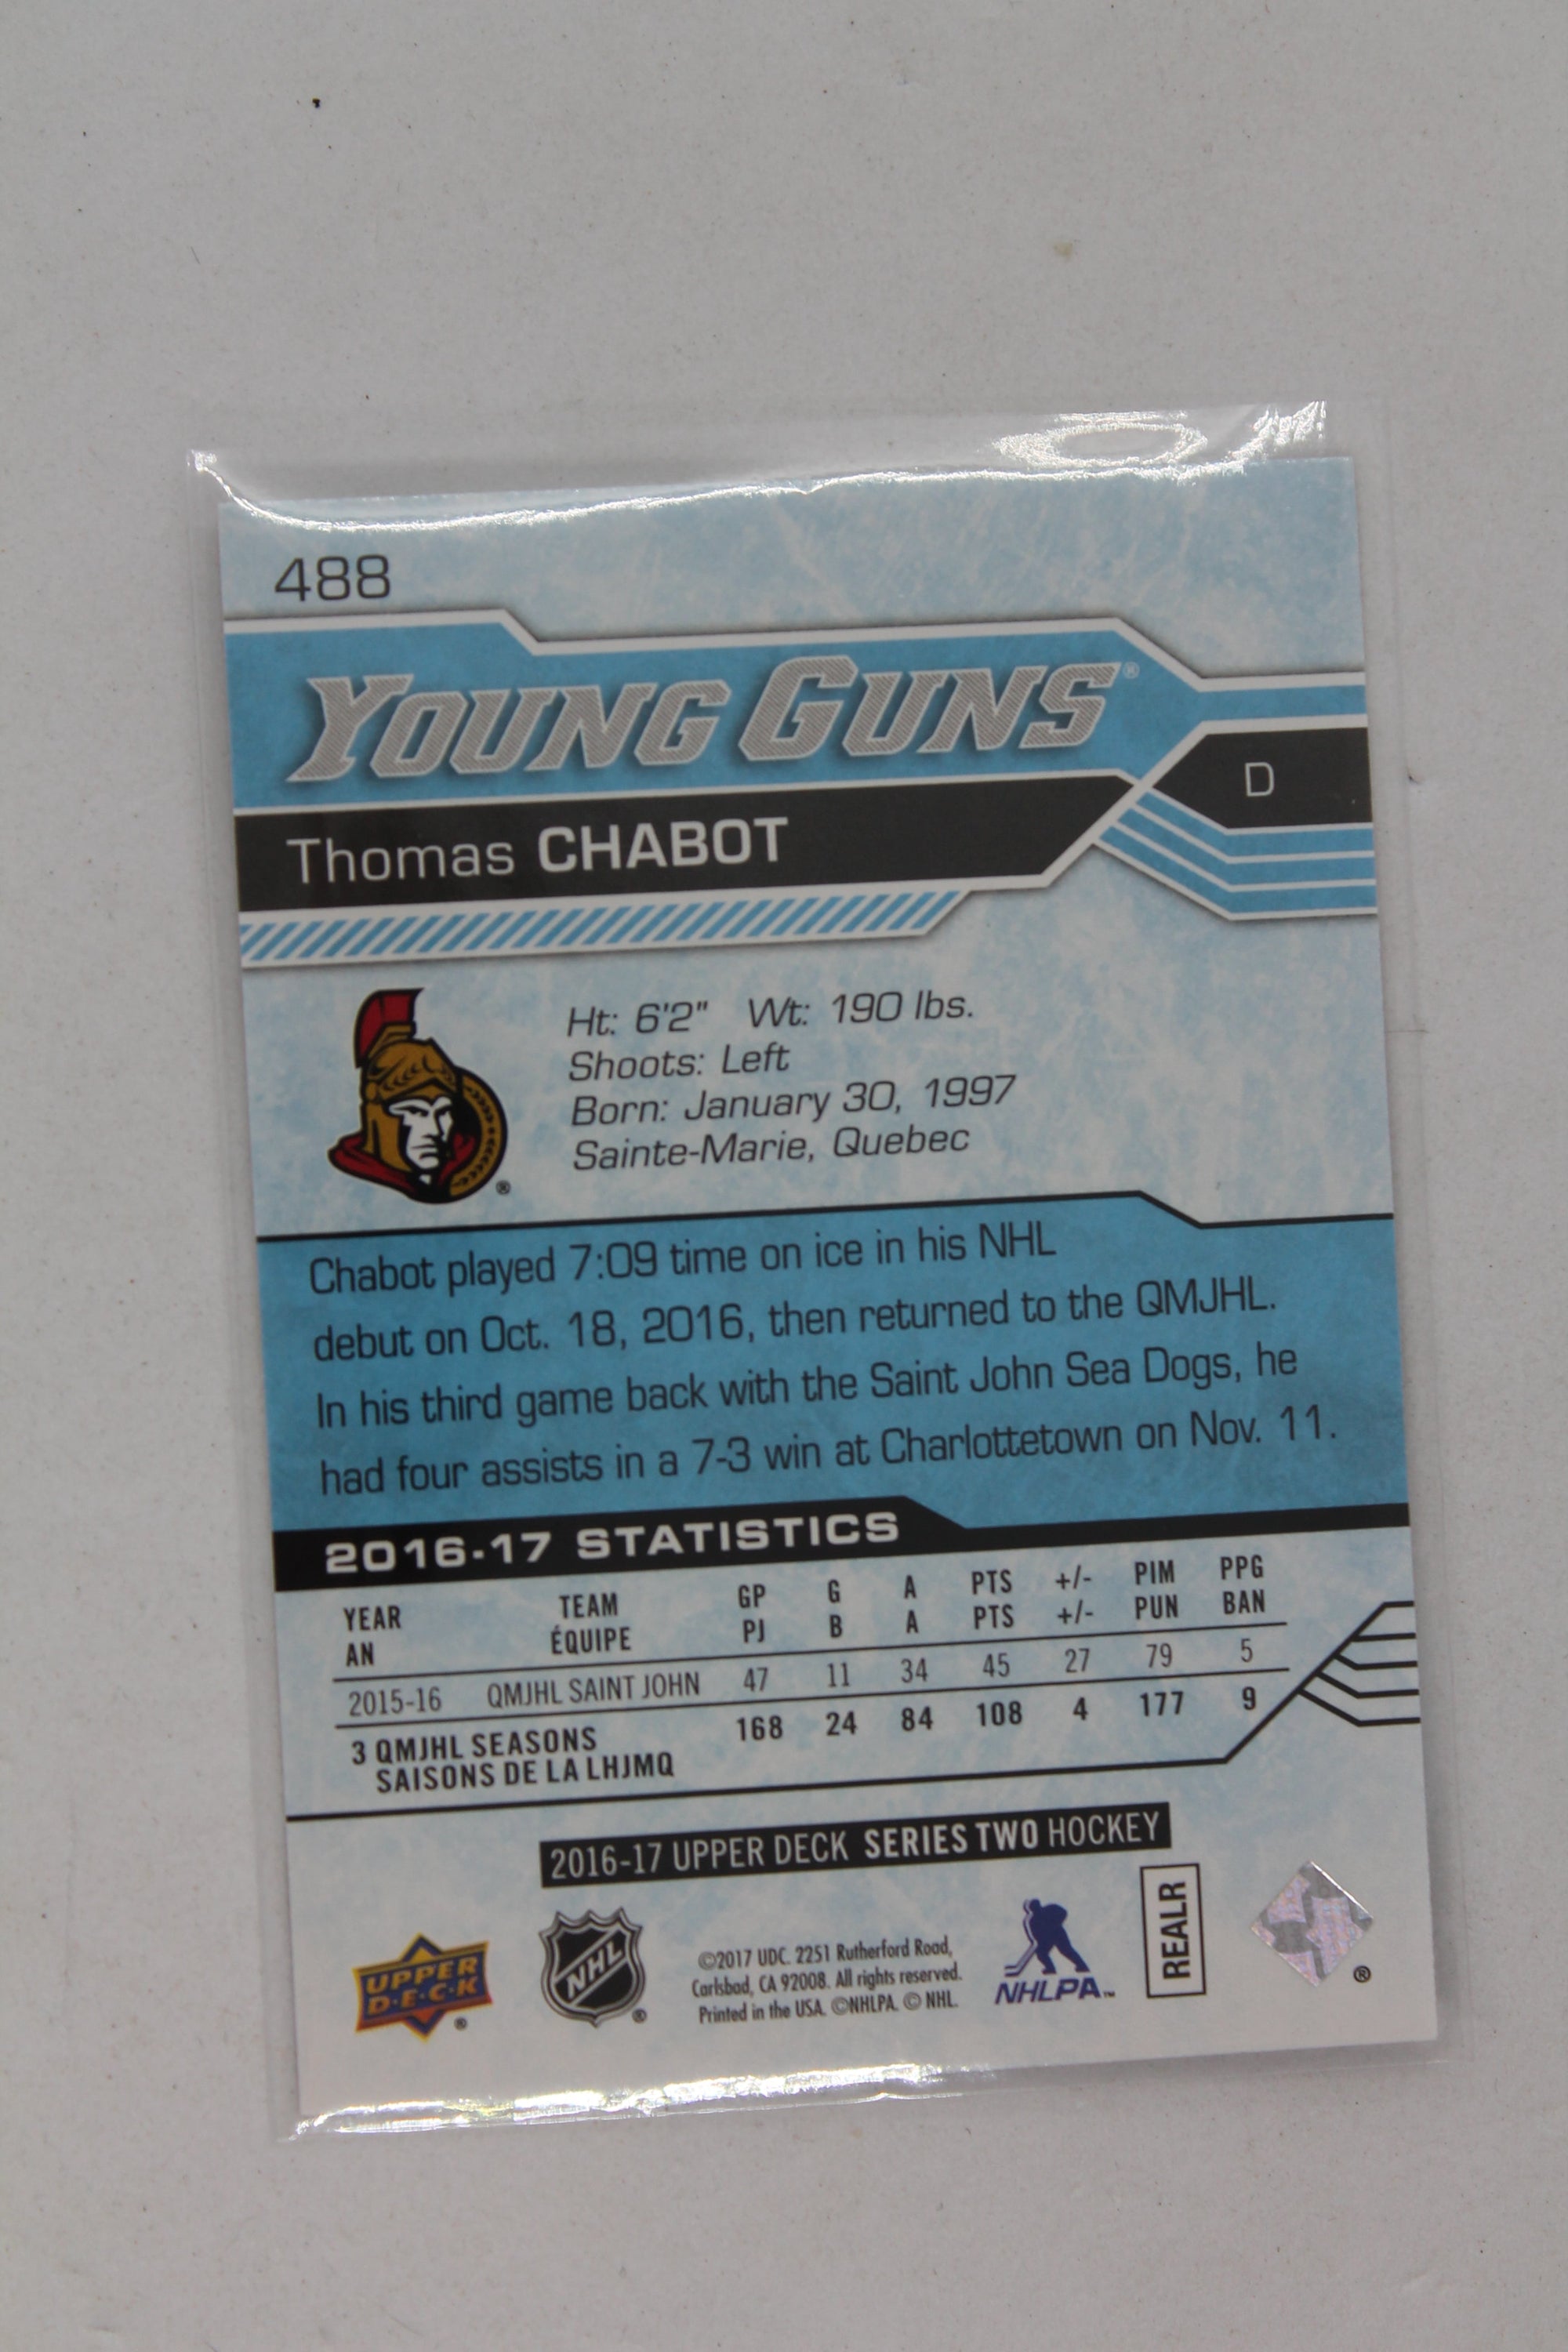 488
YOUNG GUNS®
D
Thomas CHABOT
Ht: 6'2" Wt: 190 lbs.
Shoots: Left
Born: January 30, 1997
Sainte-Marie, Quebec
®
Chabot played 7:09 time on ice in his NHL
debut on Oct. 18, 2016, then returned to the QMJHL.
In his third game back with the Saint John Sea Dogs, he
had four assists in a 7-3 win at Charlottetown on Nov. 11.
2016-17 STATISTICS
YEAR TEAM GP G A PTS +/- PIM PPG
AN ÉQUIPE PJ B A PTS +/- PUN BAN
2015-16 QMJHL SAINT JOHN 47 11 34 45 27 79 5
3 QMJHL SEASONS 168 24 84 108 4 177 9
SAISONS DE LA LHJMQ
2016-17 UPPER DECK SERIES TWO HOCKEY
UPPER
D·E·C·K
®
NHL
®
©2017 UDC. 2251 Rutherford Road,
Carlsbad, CA 92008. All rights reserved.
Printed in the USA. ©NHLPA. © NHL.
NHLPA™
REALR
®